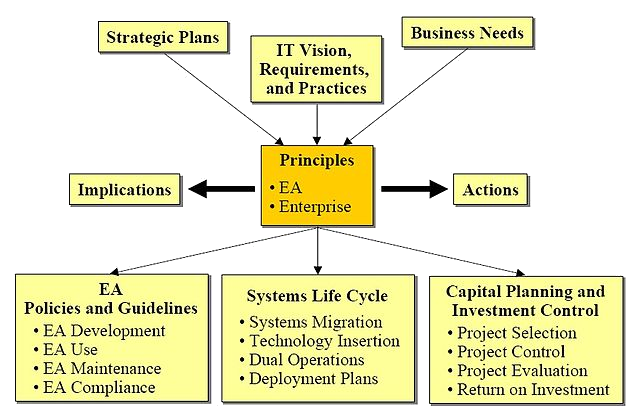 Strategic Plans
IT Vision,
Requirements,
and Practices
Business Needs
Principles
• EA
• Enterprise
Implications
Actions
EA
Policies and Guidelines
• EA Development
• EA Use
• EA Maintenance
• EA Compliance
Systems Life Cycle
• Systems Migration
• Technology Insertion
• Dual Operations
• Deployment Plans
Capital Planning and
Investment Control
• Project Selection
• Project Control
• Project Evaluation
• Return on Investment